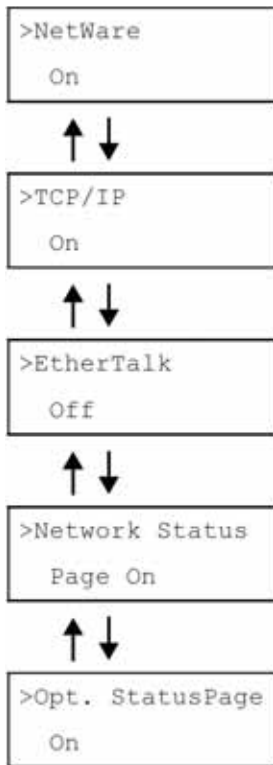 >NetWare
On
>TCP/IP
On
>EtherTalk
Off
>Network Status
Page On
>Opt. StatusPage
On